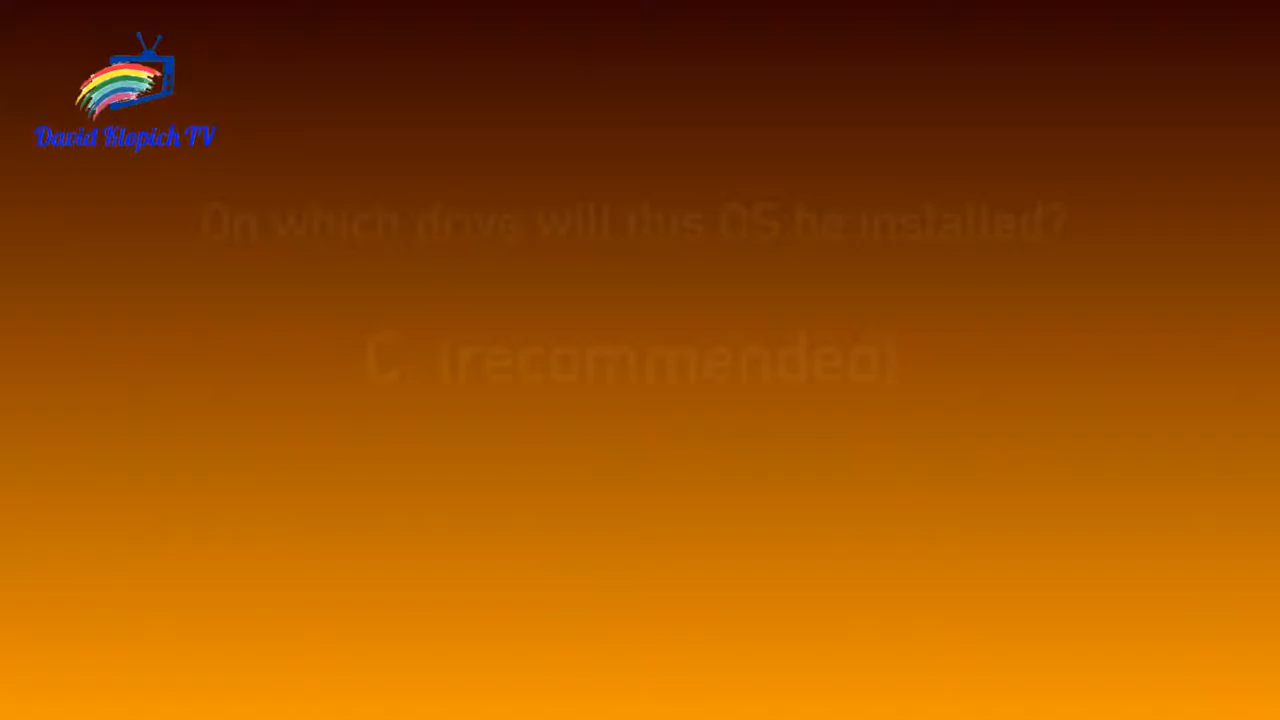 David Klopich TV
On which drive will this OS be installed?
C: (recommended)